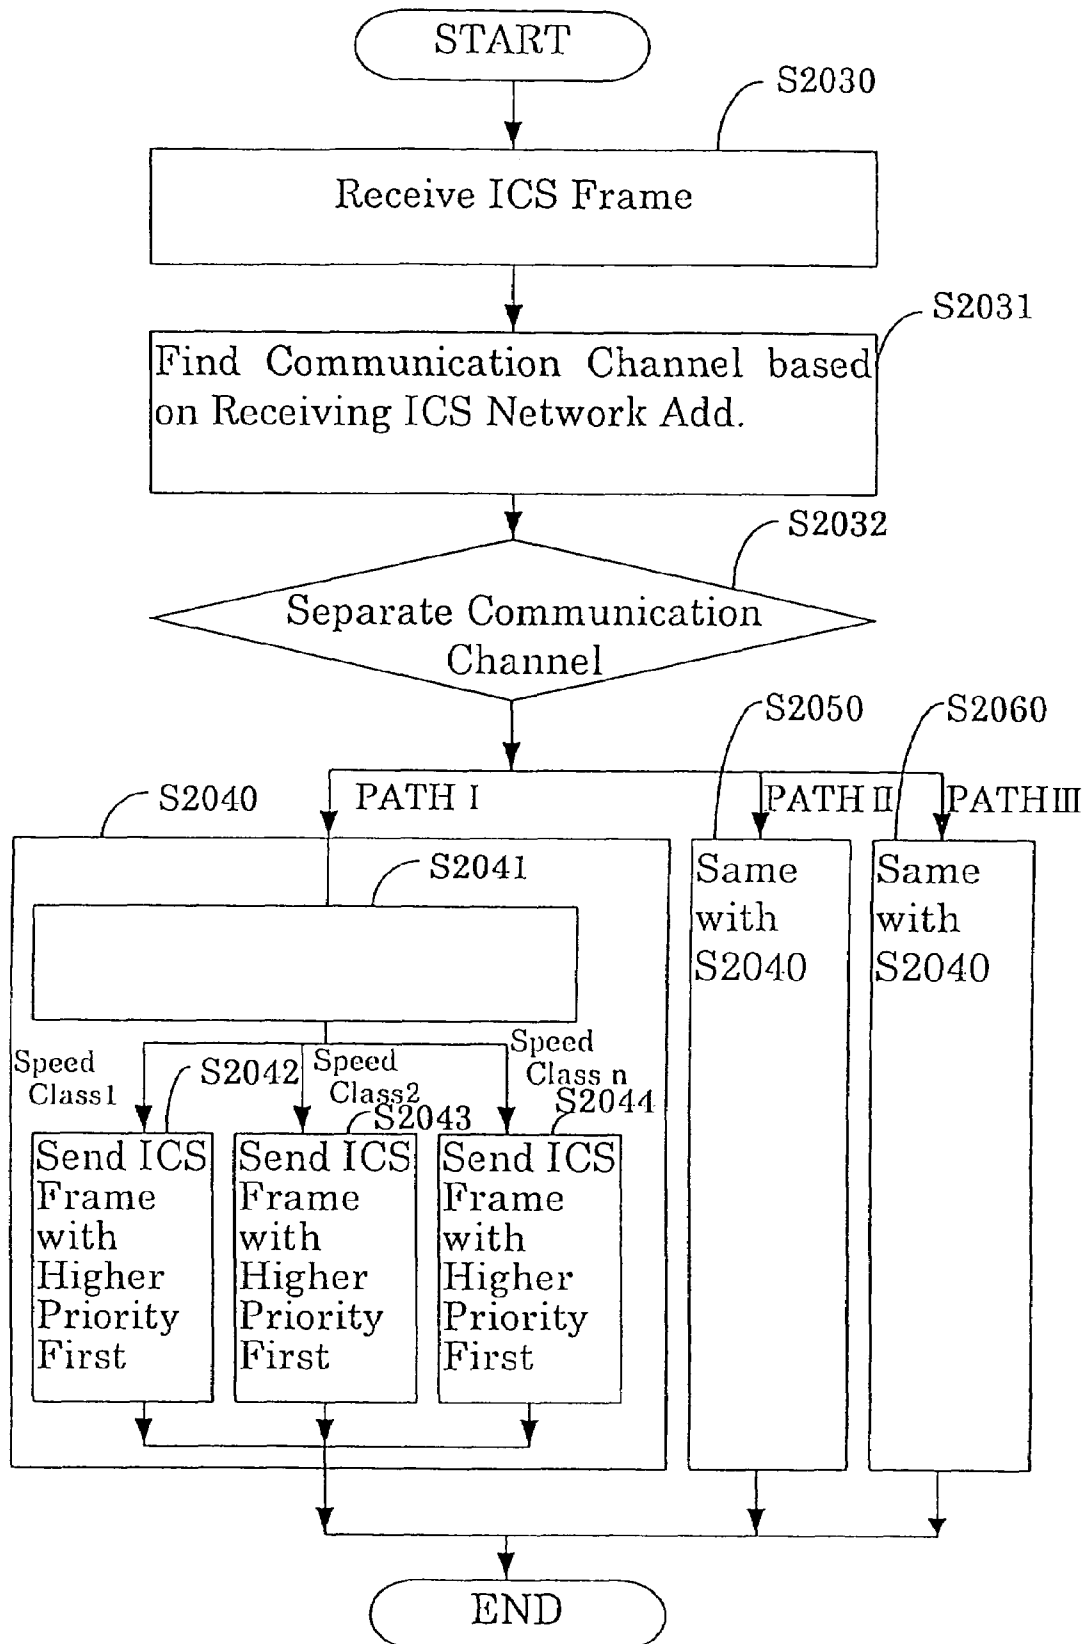 START
S2030
Receive ICS Frame
S2031
Find Communication Channel based
on Receiving ICS Network Add.
S2032
Separate Communication
Channel
S2050
S2060
S2040
PATH I
PATH II
PATH III
S2041
Same
with
S2040
Same
with
S2040
Speed
Class1
S2042
Speed
Class2
S2043
Speed
Class n
S2044
Send ICS
Frame
with
Higher
Priority
First
Send ICS
Frame
with
Higher
Priority
First
Send ICS
Frame
with
Higher
Priority
First
END